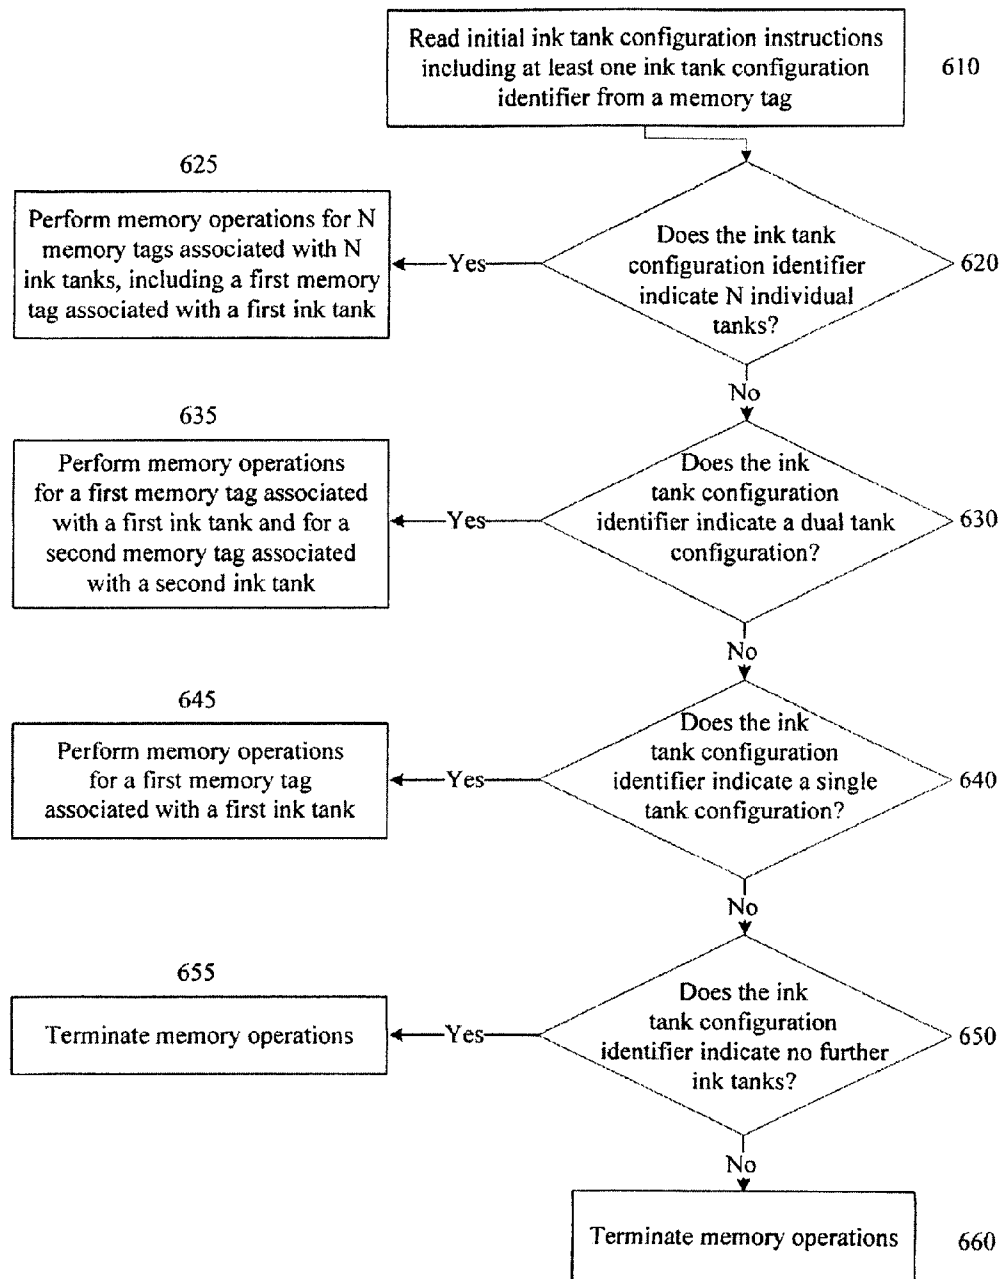 Read initial ink tank configuration instructions
including at least one ink tank configuration
identifier from a memory tag
610
625
Perform memory operations for N
memory tags associated with N
ink tanks, including a first memory
tag associated with a first ink tank
Yes
Does the ink tank
configuration identifier
indicate N individual
tanks?
620
No
635
Perform memory operations
for a first memory tag associated
with a first ink tank and for a
second memory tag associated
with a second ink tank
Yes
Does the ink
tank configuration
identifier indicate a dual tank
configuration?
630
No
645
Perform memory operations
for a first memory tag
associated with a first ink tank
Yes
Does the ink
tank configuration
identifier indicate a single
tank configuration?
640
No
655
Terminate memory operations
Yes
Does the ink
tank configuration
identifier indicate no further
ink tanks?
650
No
Terminate memory operations
660